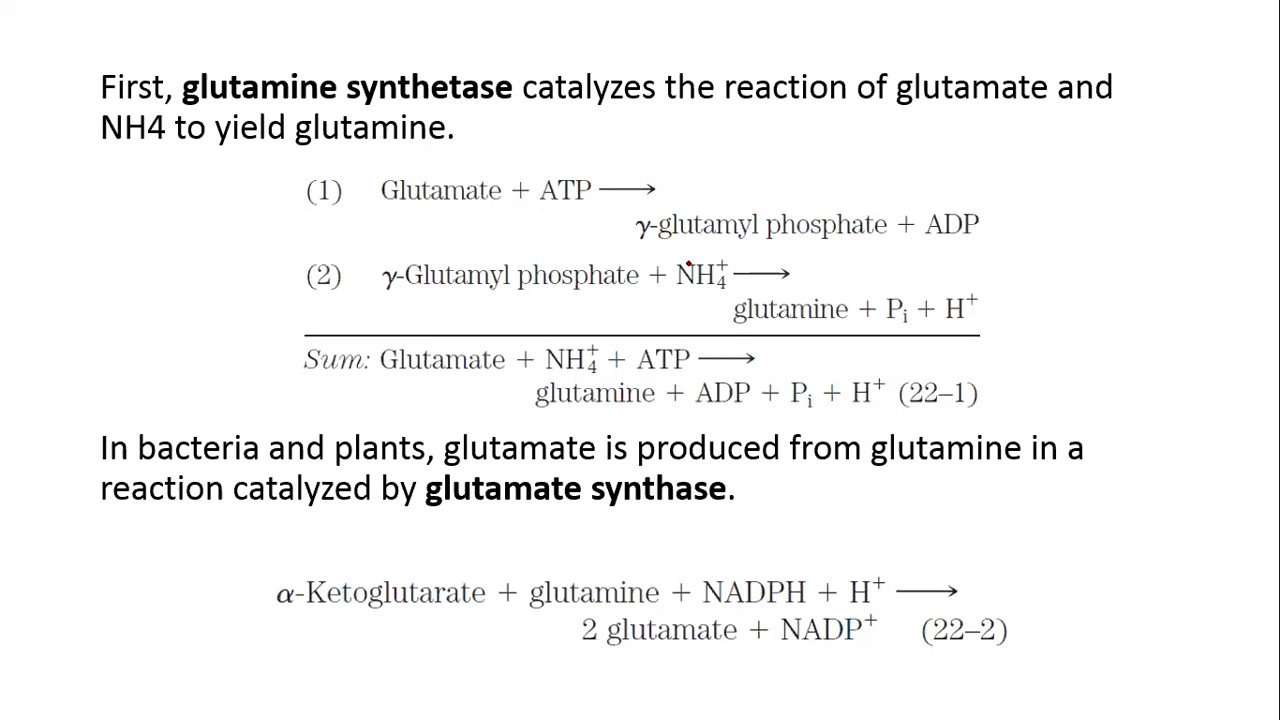 First, glutamine synthetase catalyzes the reaction of glutamate and
NH4 to yield glutamine.
(1) Glutamate + ATP ⟶
γ-glutamyl phosphate + ADP
(2) γ-Glutamyl phosphate + NH₄⁺ ⟶
glutamine + Pᵢ + H⁺
Sum: Glutamate + NH₄⁺ + ATP ⟶
glutamine + ADP + Pᵢ + H⁺ (22–1)
In bacteria and plants, glutamate is produced from glutamine in a
reaction catalyzed by glutamate synthase.
α-Ketoglutarate + glutamine + NADPH + H⁺ ⟶
2 glutamate + NADP⁺ (22–2)